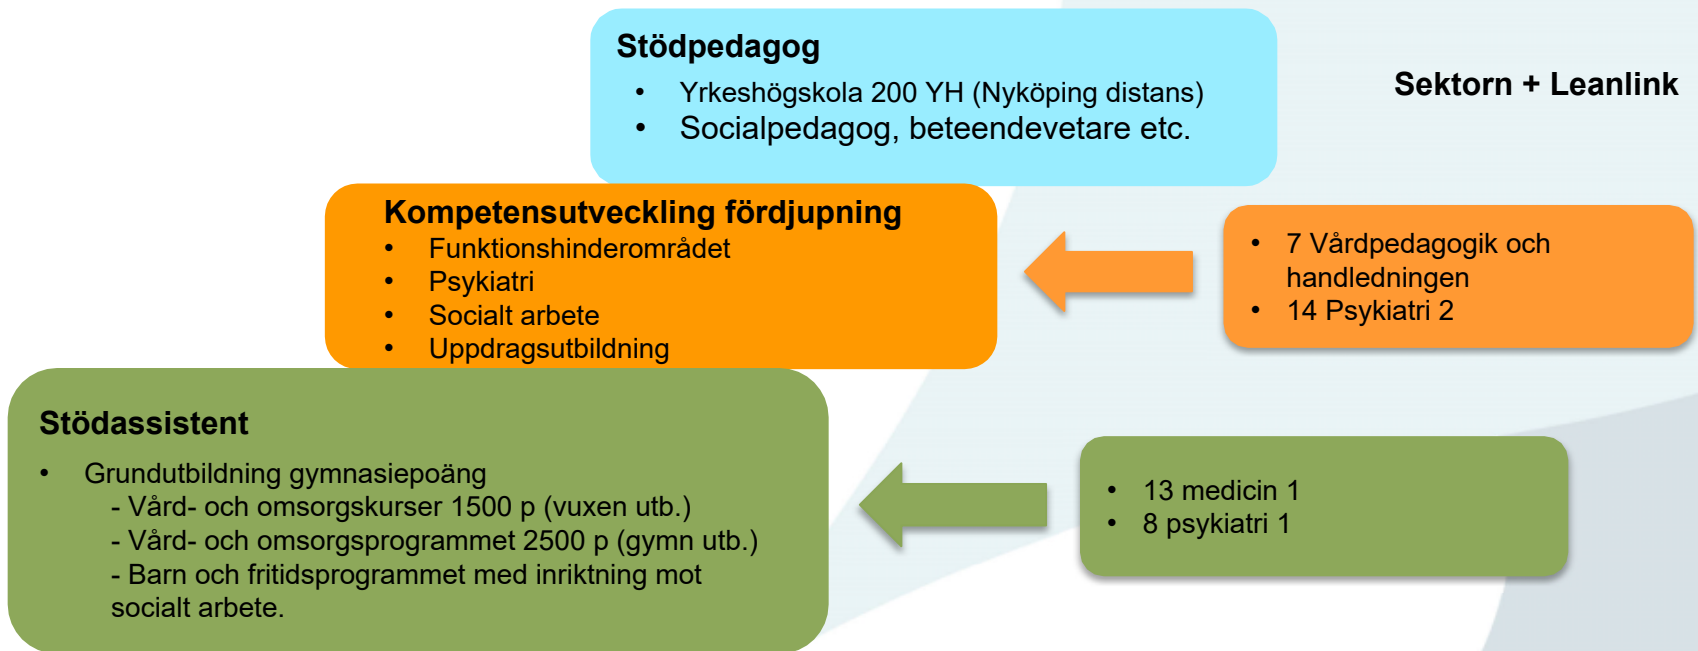 Stödpedagog
• Yrkeshögskola 200 YH (Nyköping distans)
• Socialpedagog, beteendevetare etc.
Sektorn + Leanlink
Kompetensutveckling fördjupning
• Funktionshinderområdet
• Psykiatri
• Socialt arbete
• Uppdragsutbildning
• 7 Vårdpedagogik och
handledningen
• 14 Psykiatri 2
Stödassistent
• Grundutbildning gymnasiepoäng
- Vård- och omsorgskurser 1500 p (vuxen utb.)
- Vård- och omsorgsprogrammet 2500 p (gymn utb.)
- Barn och fritidsprogrammet med inriktning mot
socialt arbete.
• 13 medicin 1
• 8 psykiatri 1